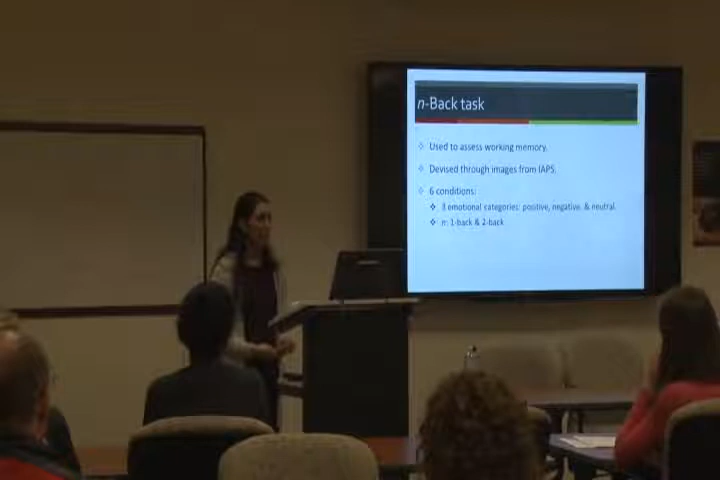 n-Back task
Used to assess working memory.
Devised through images from IAPS.
6 conditions:
3 emotional categories: positive, negative, & neutral.
n: 1-back & 2-back